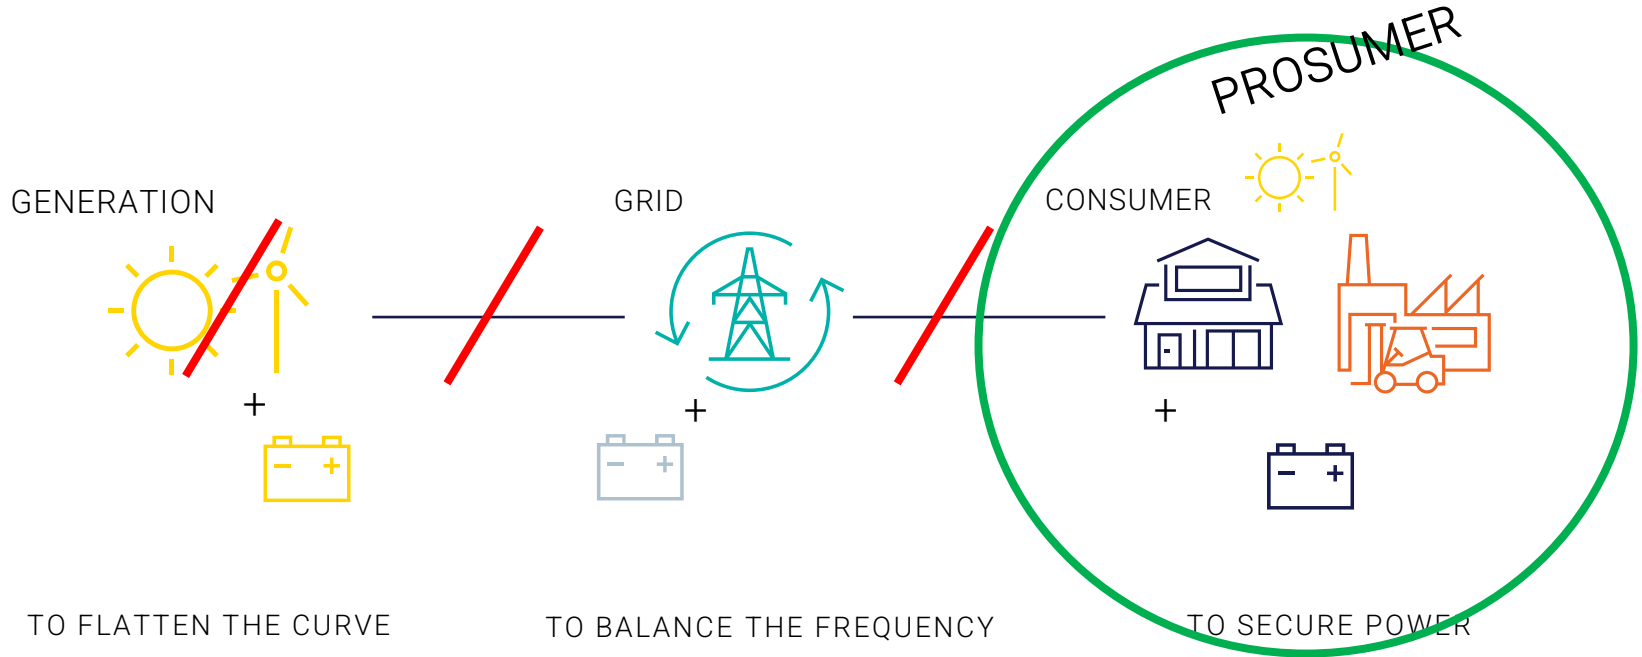 PROSUMER
GENERATION
GRID
CONSUMER
+
+
+
- +
- +
- +
TO FLATTEN THE CURVE
TO BALANCE THE FREQUENCY
TO SECURE POWER